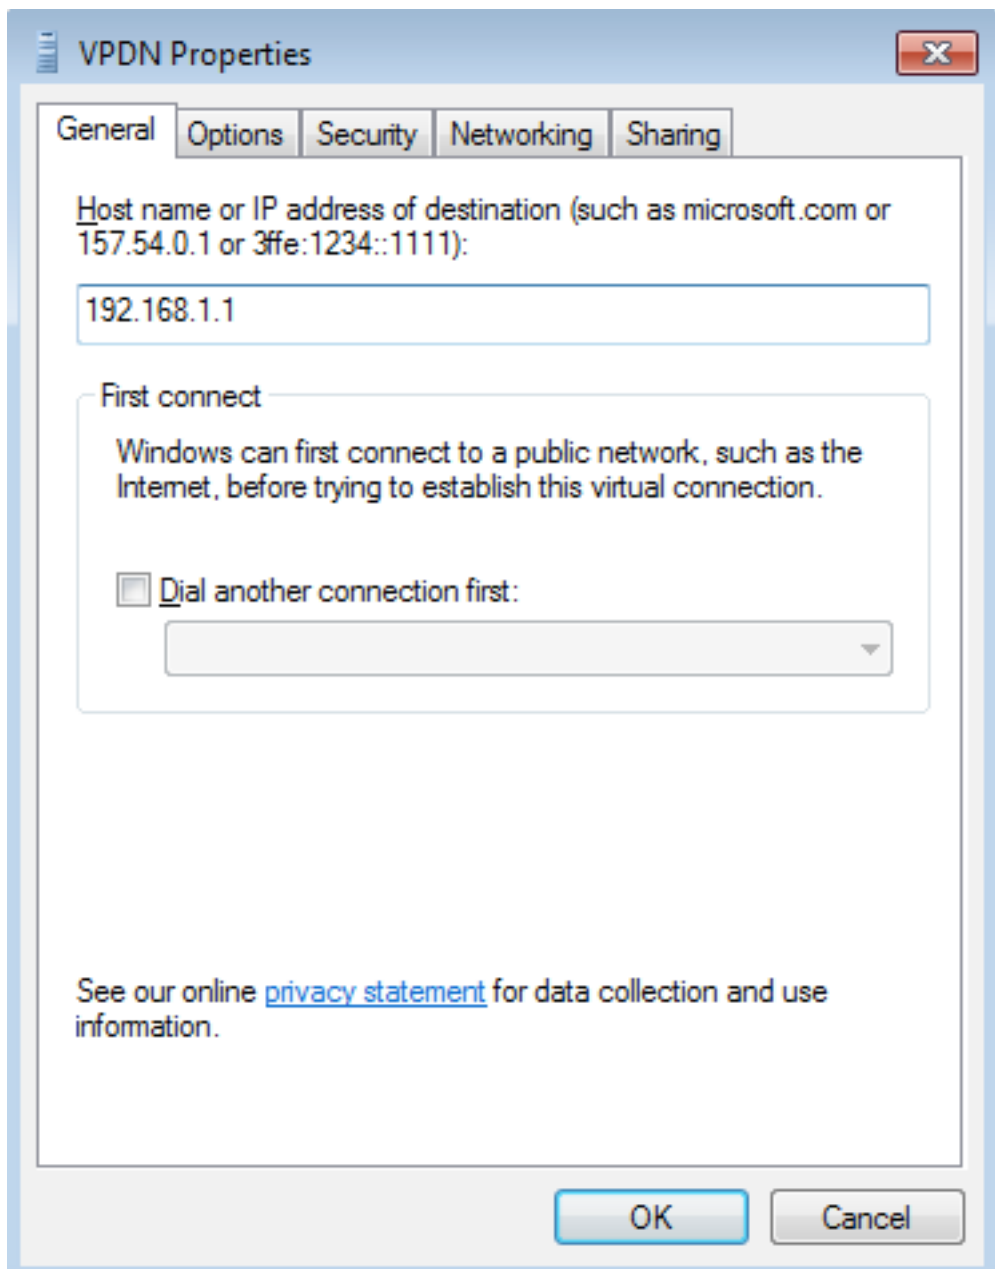 VPDN Properties
General
Options
Security
Networking
Sharing
Host name or IP address of destination (such as microsoft.com or
157.54.0.1 or 3ffe:1234::1111):
192.168.1.1
First connect
Windows can first connect to a public network, such as the
Internet, before trying to establish this virtual connection.
Dial another connection first:
See our online privacy statement for data collection and use
information.
OK
Cancel